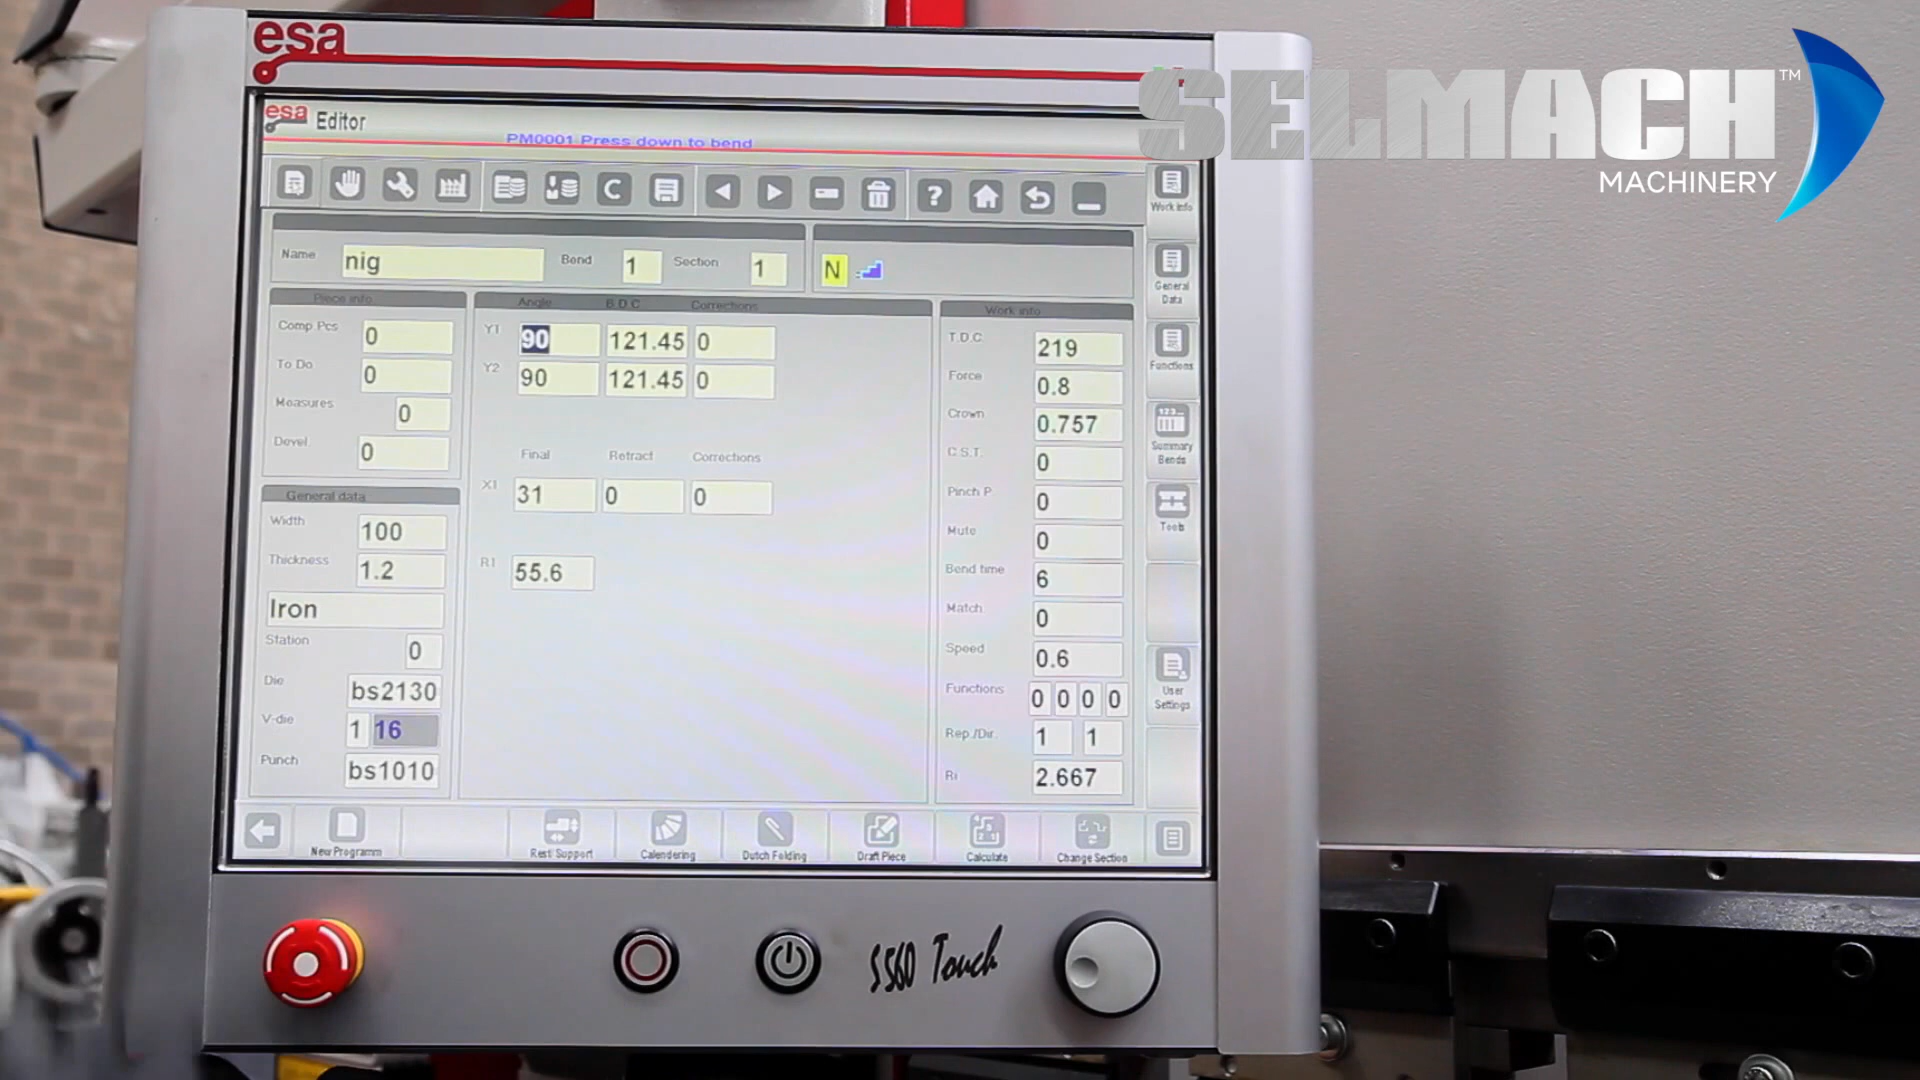 esa
SELMACH™
MACHINERY
esa Editor
PM0001 Press down to bend
Work info
Name nig Bend 1 Section 1 N
General Data
Piece info
Comp Pcs 0
To Do 0
Measures 0
Devel 0
Angle B.D.C Corrections
Y1 90 121.45 0
Y2 90 121.45 0
Final Retract Corrections
X1 31 0 0
R1 55.6
General data
Width 100
Thickness 1.2
Iron
Station 0
Die bs2130
V-die 1 16
Punch bs1010
Work info
T.D.C. 219
Force 0.8
Crown 0.757
C.S.T. 0
Pinch P 0
Mute 0
Bend time 6
Match 0
Speed 0.6
Functions 0 0 0 0
Rep./Dir. 1 1
Ri 2.667
Functions
123...
Summary Bends
Tools
User Settings
New Programm
Rest/Support
Calendering
Dutch Folding
Draft Piece
Calculate
Change Section
S560 Touch